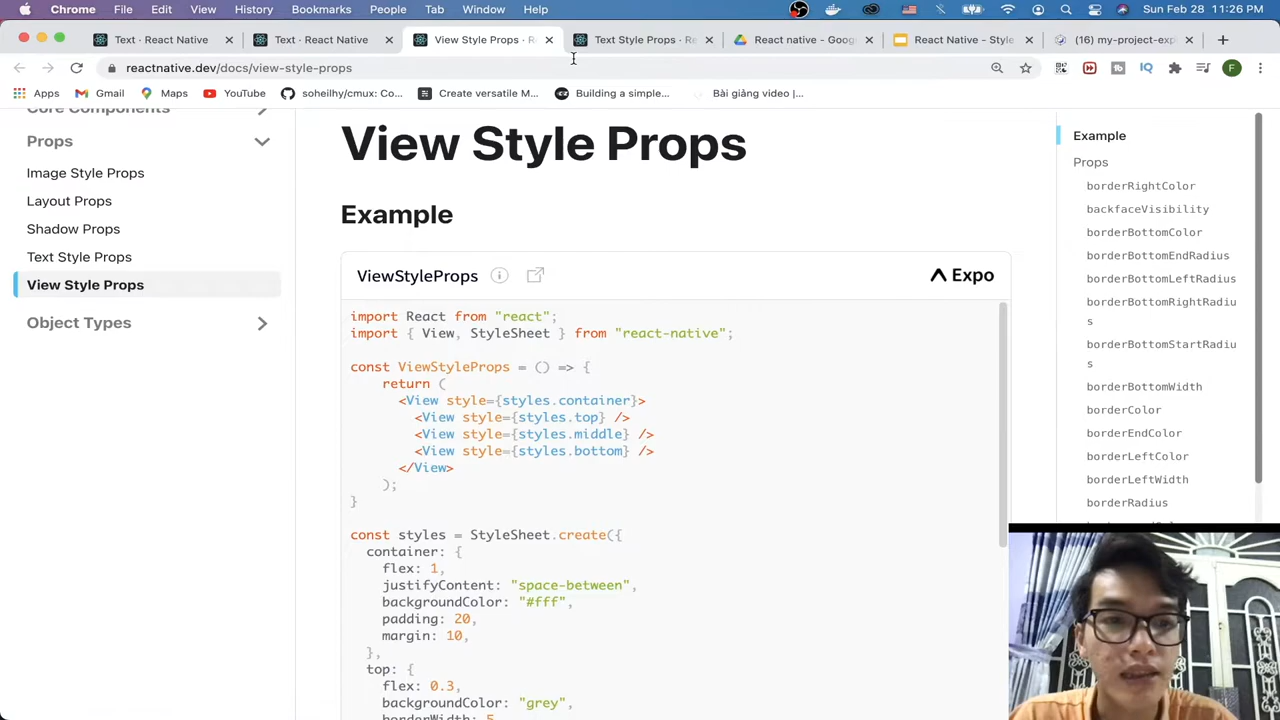 Chrome File Edit View History Bookmarks People Tab Window Help Sun Feb 28 11:26 PM
Text · React Native
Text · React Native
View Style Props · R
Text Style Props · Re
React native - Goog
React Native - Style
(16) my-project-exp
reactnative.dev/docs/view-style-props
Apps Gmail Maps YouTube soheilhy/cmux: Co... Create versatile M... Building a simple... Bài giảng video |...
Core Components
Props
Image Style Props
Layout Props
Shadow Props
Text Style Props
View Style Props
Object Types
View Style Props
Example
ViewStyleProps
Expo
import React from "react";
import { View, StyleSheet } from "react-native";
const ViewStyleProps = () => {
return (
<View style={styles.container}>
<View style={styles.top} />
<View style={styles.middle} />
<View style={styles.bottom} />
</View>
);
}
const styles = StyleSheet.create({
container: {
flex: 1,
justifyContent: "space-between",
backgroundColor: "#fff",
padding: 20,
margin: 10,
},
top: {
flex: 0.3,
backgroundColor: "grey",
borderWidth: 5,
Example
Props
borderRightColor
backfaceVisibility
borderBottomColor
borderBottomEndRadius
borderBottomLeftRadius
borderBottomRightRadiu
s
borderBottomStartRadiu
s
borderBottomWidth
borderColor
borderEndColor
borderLeftColor
borderLeftWidth
borderRadius